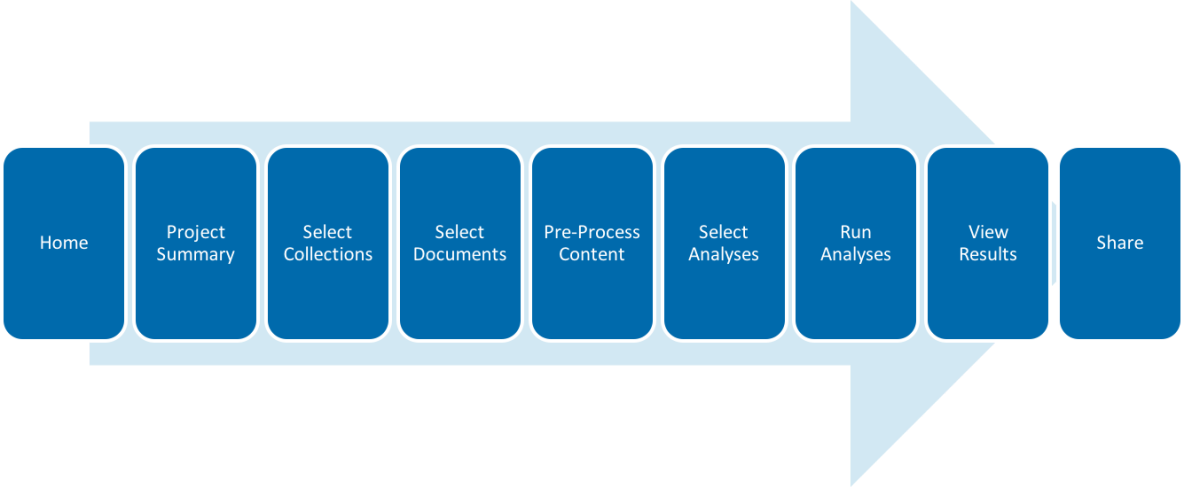 Home
Project
Summary
Select
Collections
Select
Documents
Pre-Process
Content
Select
Analyses
Run
Analyses
View
Results
Share